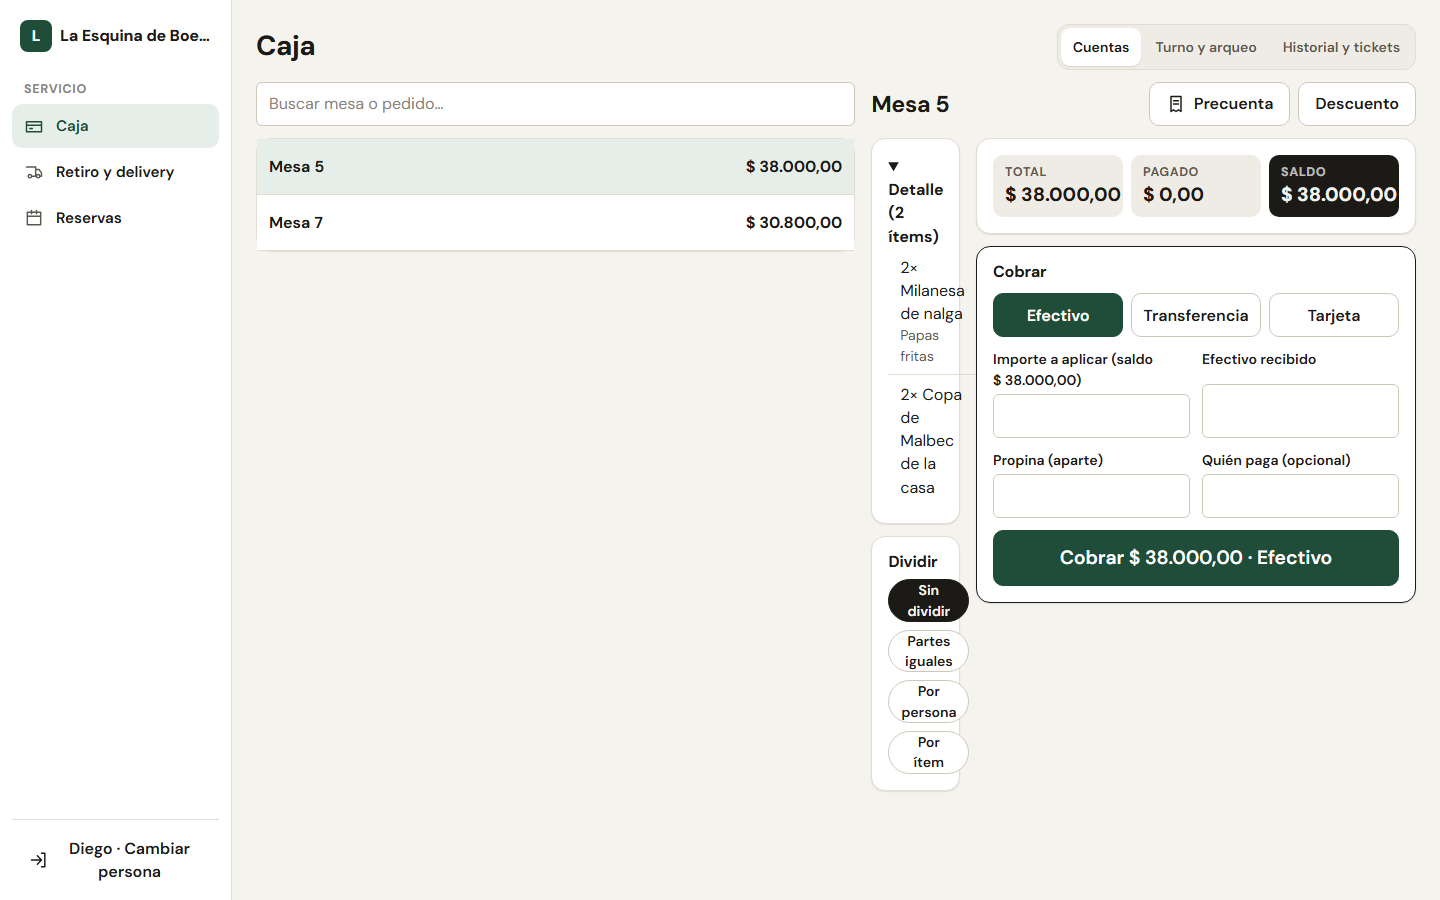 L
La Esquina de Boe...
SERVICIO
Caja
Retiro y delivery
Reservas
Diego · Cambiar
persona
Caja
Cuentas
Turno y arqueo
Historial y tickets
Buscar mesa o pedido...
Mesa 5 $ 38.000,00
Mesa 7 $ 30.800,00
Mesa 5
Precuenta
Descuento
Detalle
(2
ítems)
2×
Milanesa
de nalga
Papas
fritas
2× Copa
de
Malbec
de la
casa
Dividir
Sin
dividir
Partes
iguales
Por
persona
Por
ítem
TOTAL
$ 38.000,00
PAGADO
$ 0,00
SALDO
$ 38.000,00
Cobrar
Efectivo
Transferencia
Tarjeta
Importe a aplicar (saldo
$ 38.000,00)
Efectivo recibido
Propina (aparte)
Quién paga (opcional)
Cobrar $ 38.000,00 · Efectivo